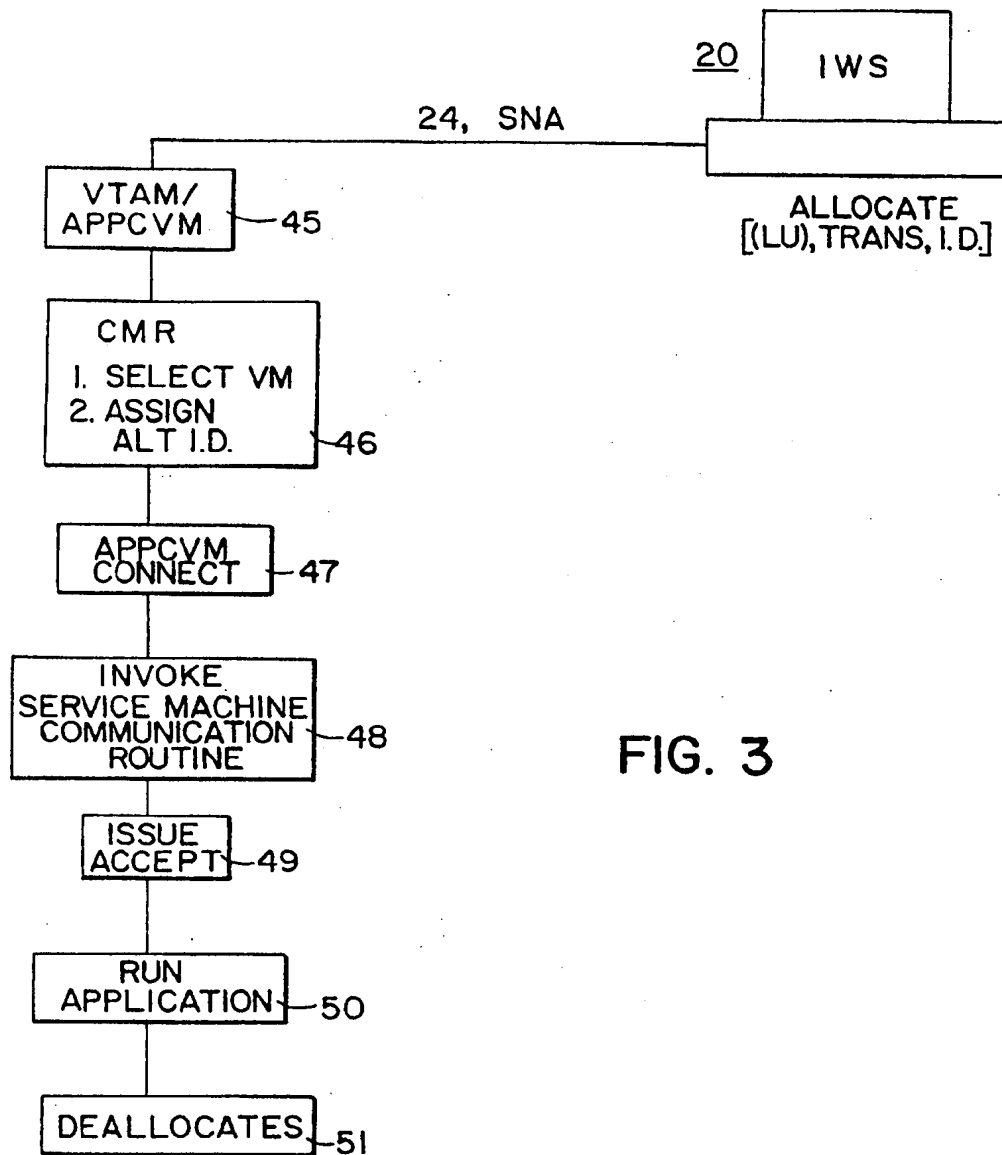 20
IWS
24, SNA
ALLOCATE
[(LU), TRANS, I.D.]
VTAM/
APPCVM
45
CMR
1. SELECT VM
2. ASSIGN
ALT I.D.
46
APPCVM
CONNECT
47
INVOKE
SERVICE MACHINE
COMMUNICATION
ROUTINE
48
FIG. 3
ISSUE
ACCEPT
49
RUN
APPLICATION
50
DEALLOCATES
51